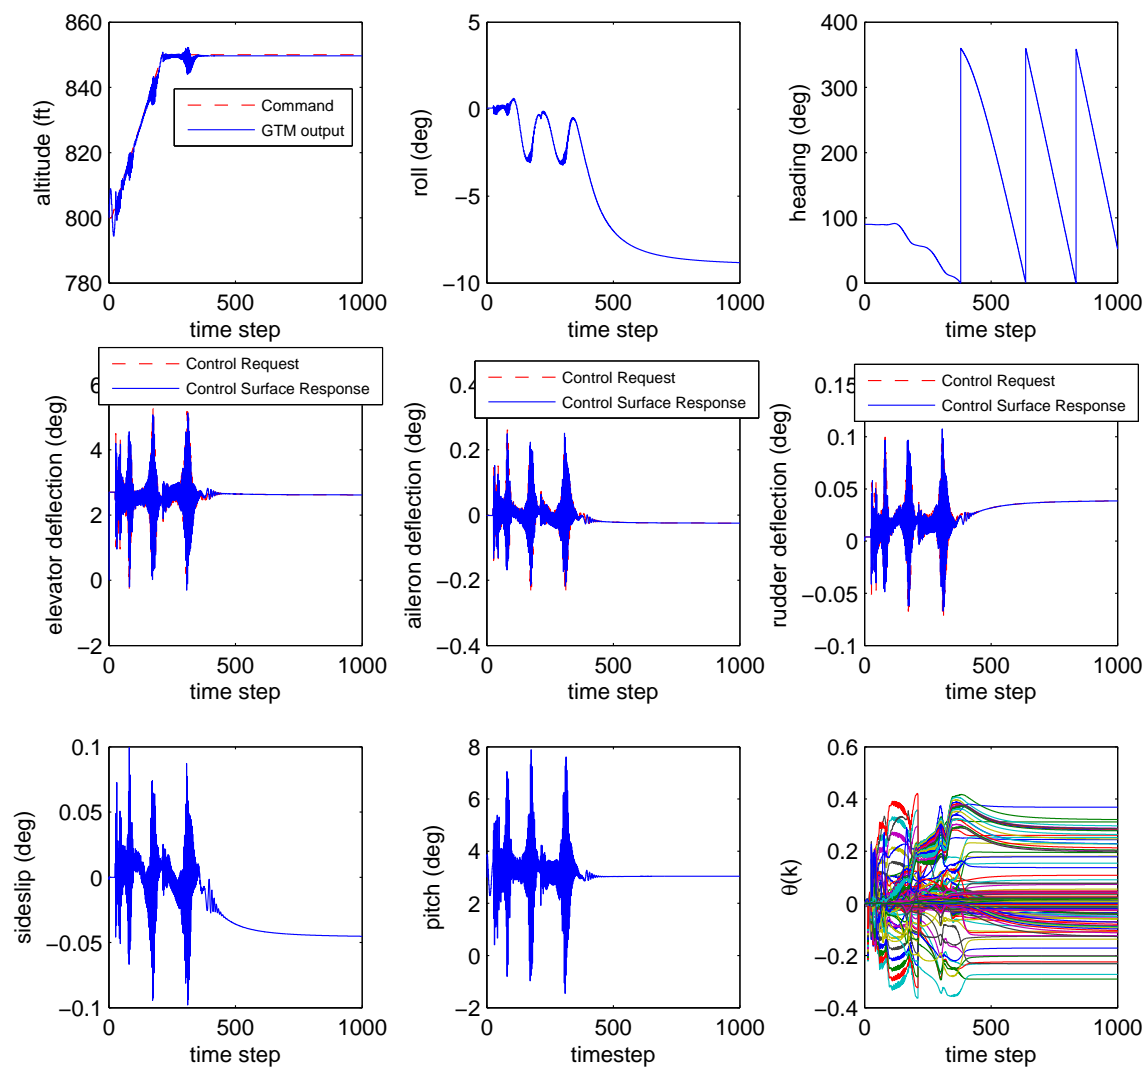 860
840
820
800
780
altitude (ft)
Command
GTM output
0
500
1000
time step
5
0
−5
−10
roll (deg)
0
500
1000
time step
400
300
200
100
0
heading (deg)
0
500
1000
time step
6
4
2
0
−2
elevator deflection (deg)
Control Request
Control Surface Response
0
500
1000
time step
0.4
0.2
0
−0.2
−0.4
aileron deflection (deg)
Control Request
Control Surface Response
0
500
1000
time step
0.15
0.1
0.05
0
−0.05
−0.1
rudder deflection (deg)
Control Request
Control Surface Response
0
500
1000
time step
0.1
0.05
0
−0.05
−0.1
sideslip (deg)
0
500
1000
time step
8
6
4
2
0
−2
pitch (deg)
0
500
1000
timestep
0.6
0.4
0.2
0
−0.2
−0.4
θ(k)
0
500
1000
time step